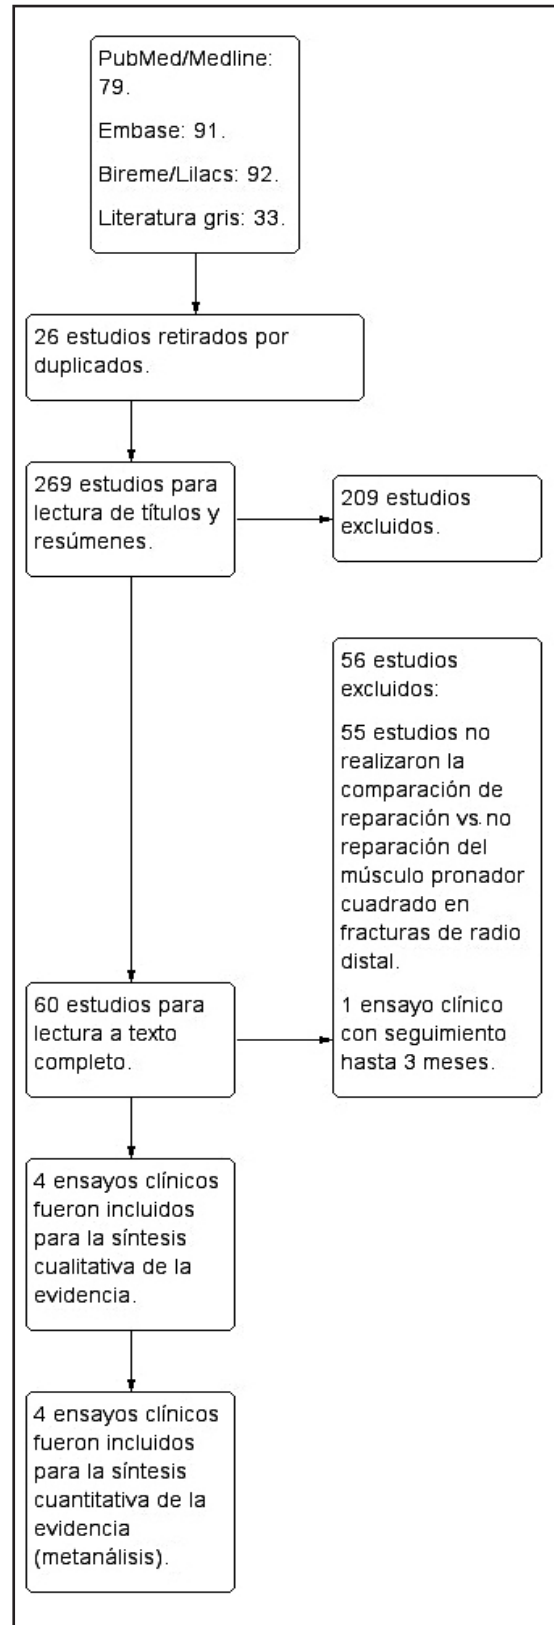 PubMed/Medline:
79.
Embase: 91.
Bireme/Lilacs: 92.
Literatura gris: 33.
26 estudios retirados por
duplicados.
269 estudios para
lectura de títulos y
resúmenes.
209 estudios
excluidos.
56 estudios
excluidos:
55 estudios no
realizaron la
comparación de
reparación vs. no
reparación del
músculo pronador
cuadrado en
fracturas de radio
distal.
1 ensayo clínico
con seguimiento
hasta 3 meses.
60 estudios para
lectura a texto
completo.
4 ensayos clínicos
fueron incluidos
para la síntesis
cualitativa de la
evidencia.
4 ensayos clínicos
fueron incluidos
para la síntesis
cuantitativa de la
evidencia
(metanálisis).